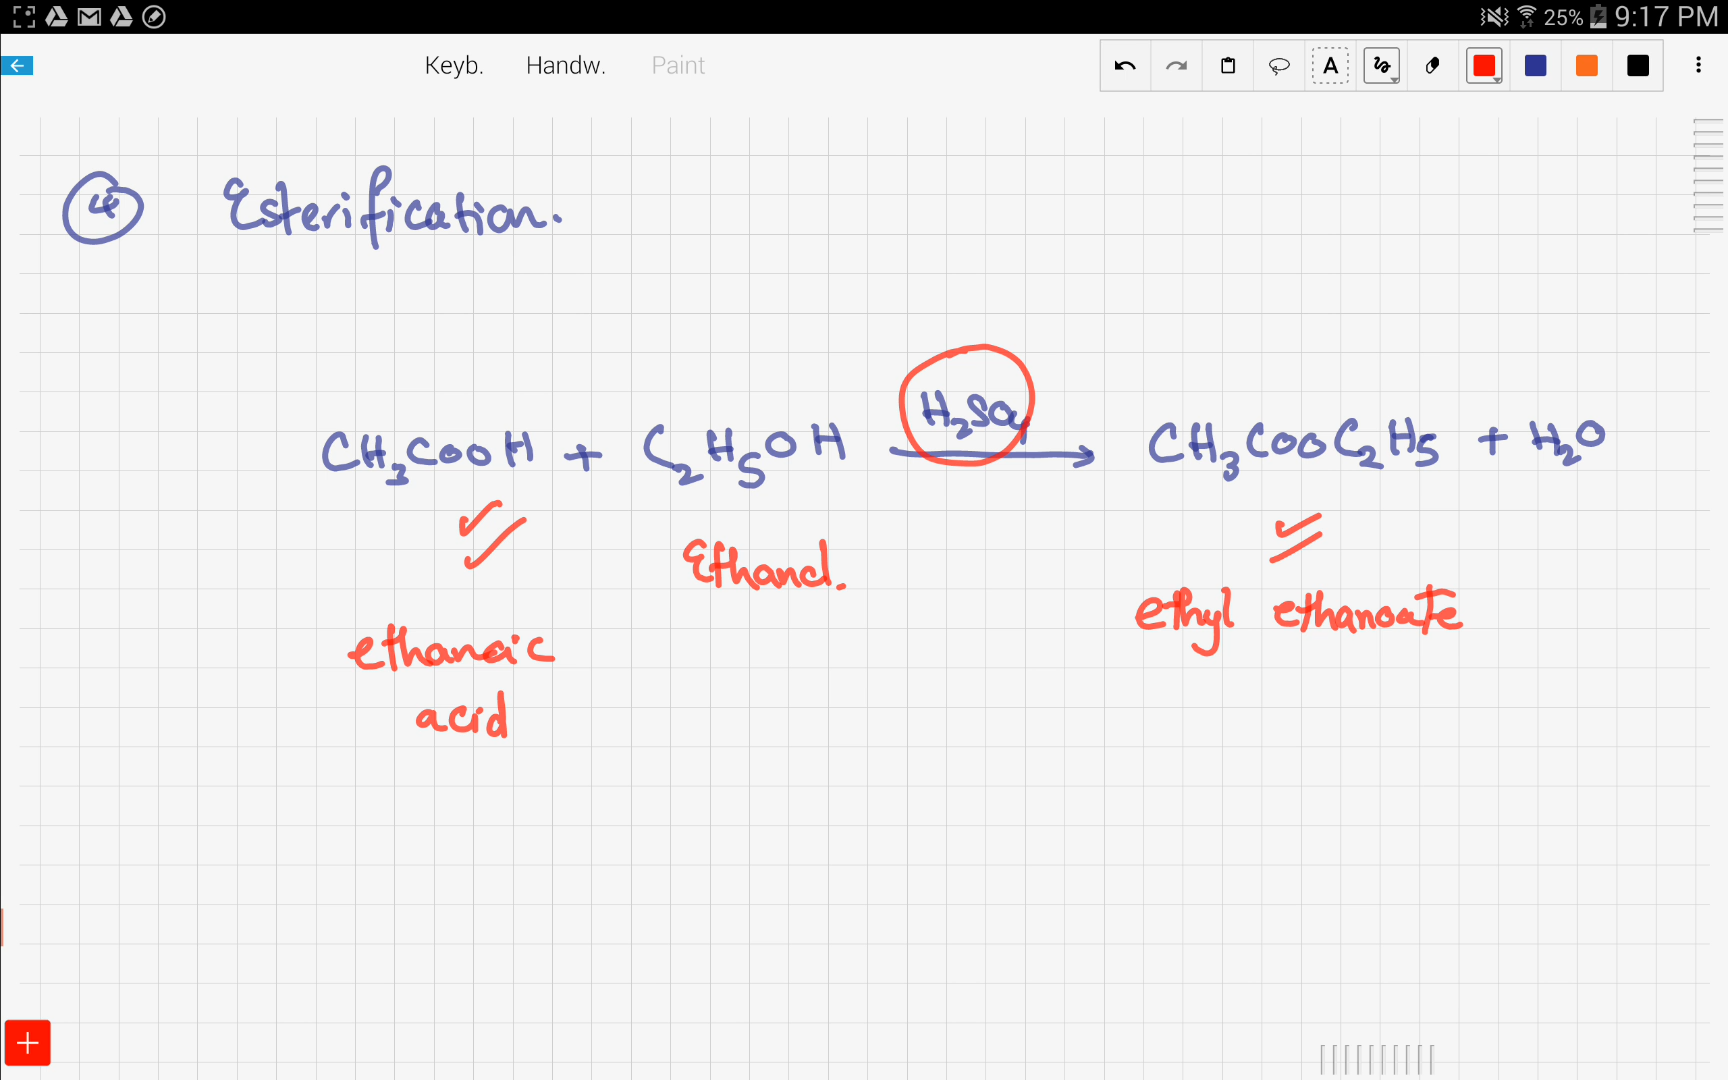 25% 9:17 PM
Keyb. Handw. Paint A
4 Esterification.
H₂SO₄
CH₃COOH + C₂H₅OH → CH₃COOC₂H₅ + H₂O
Ethanol.
ethyl ethanoate
ethanoic
acid